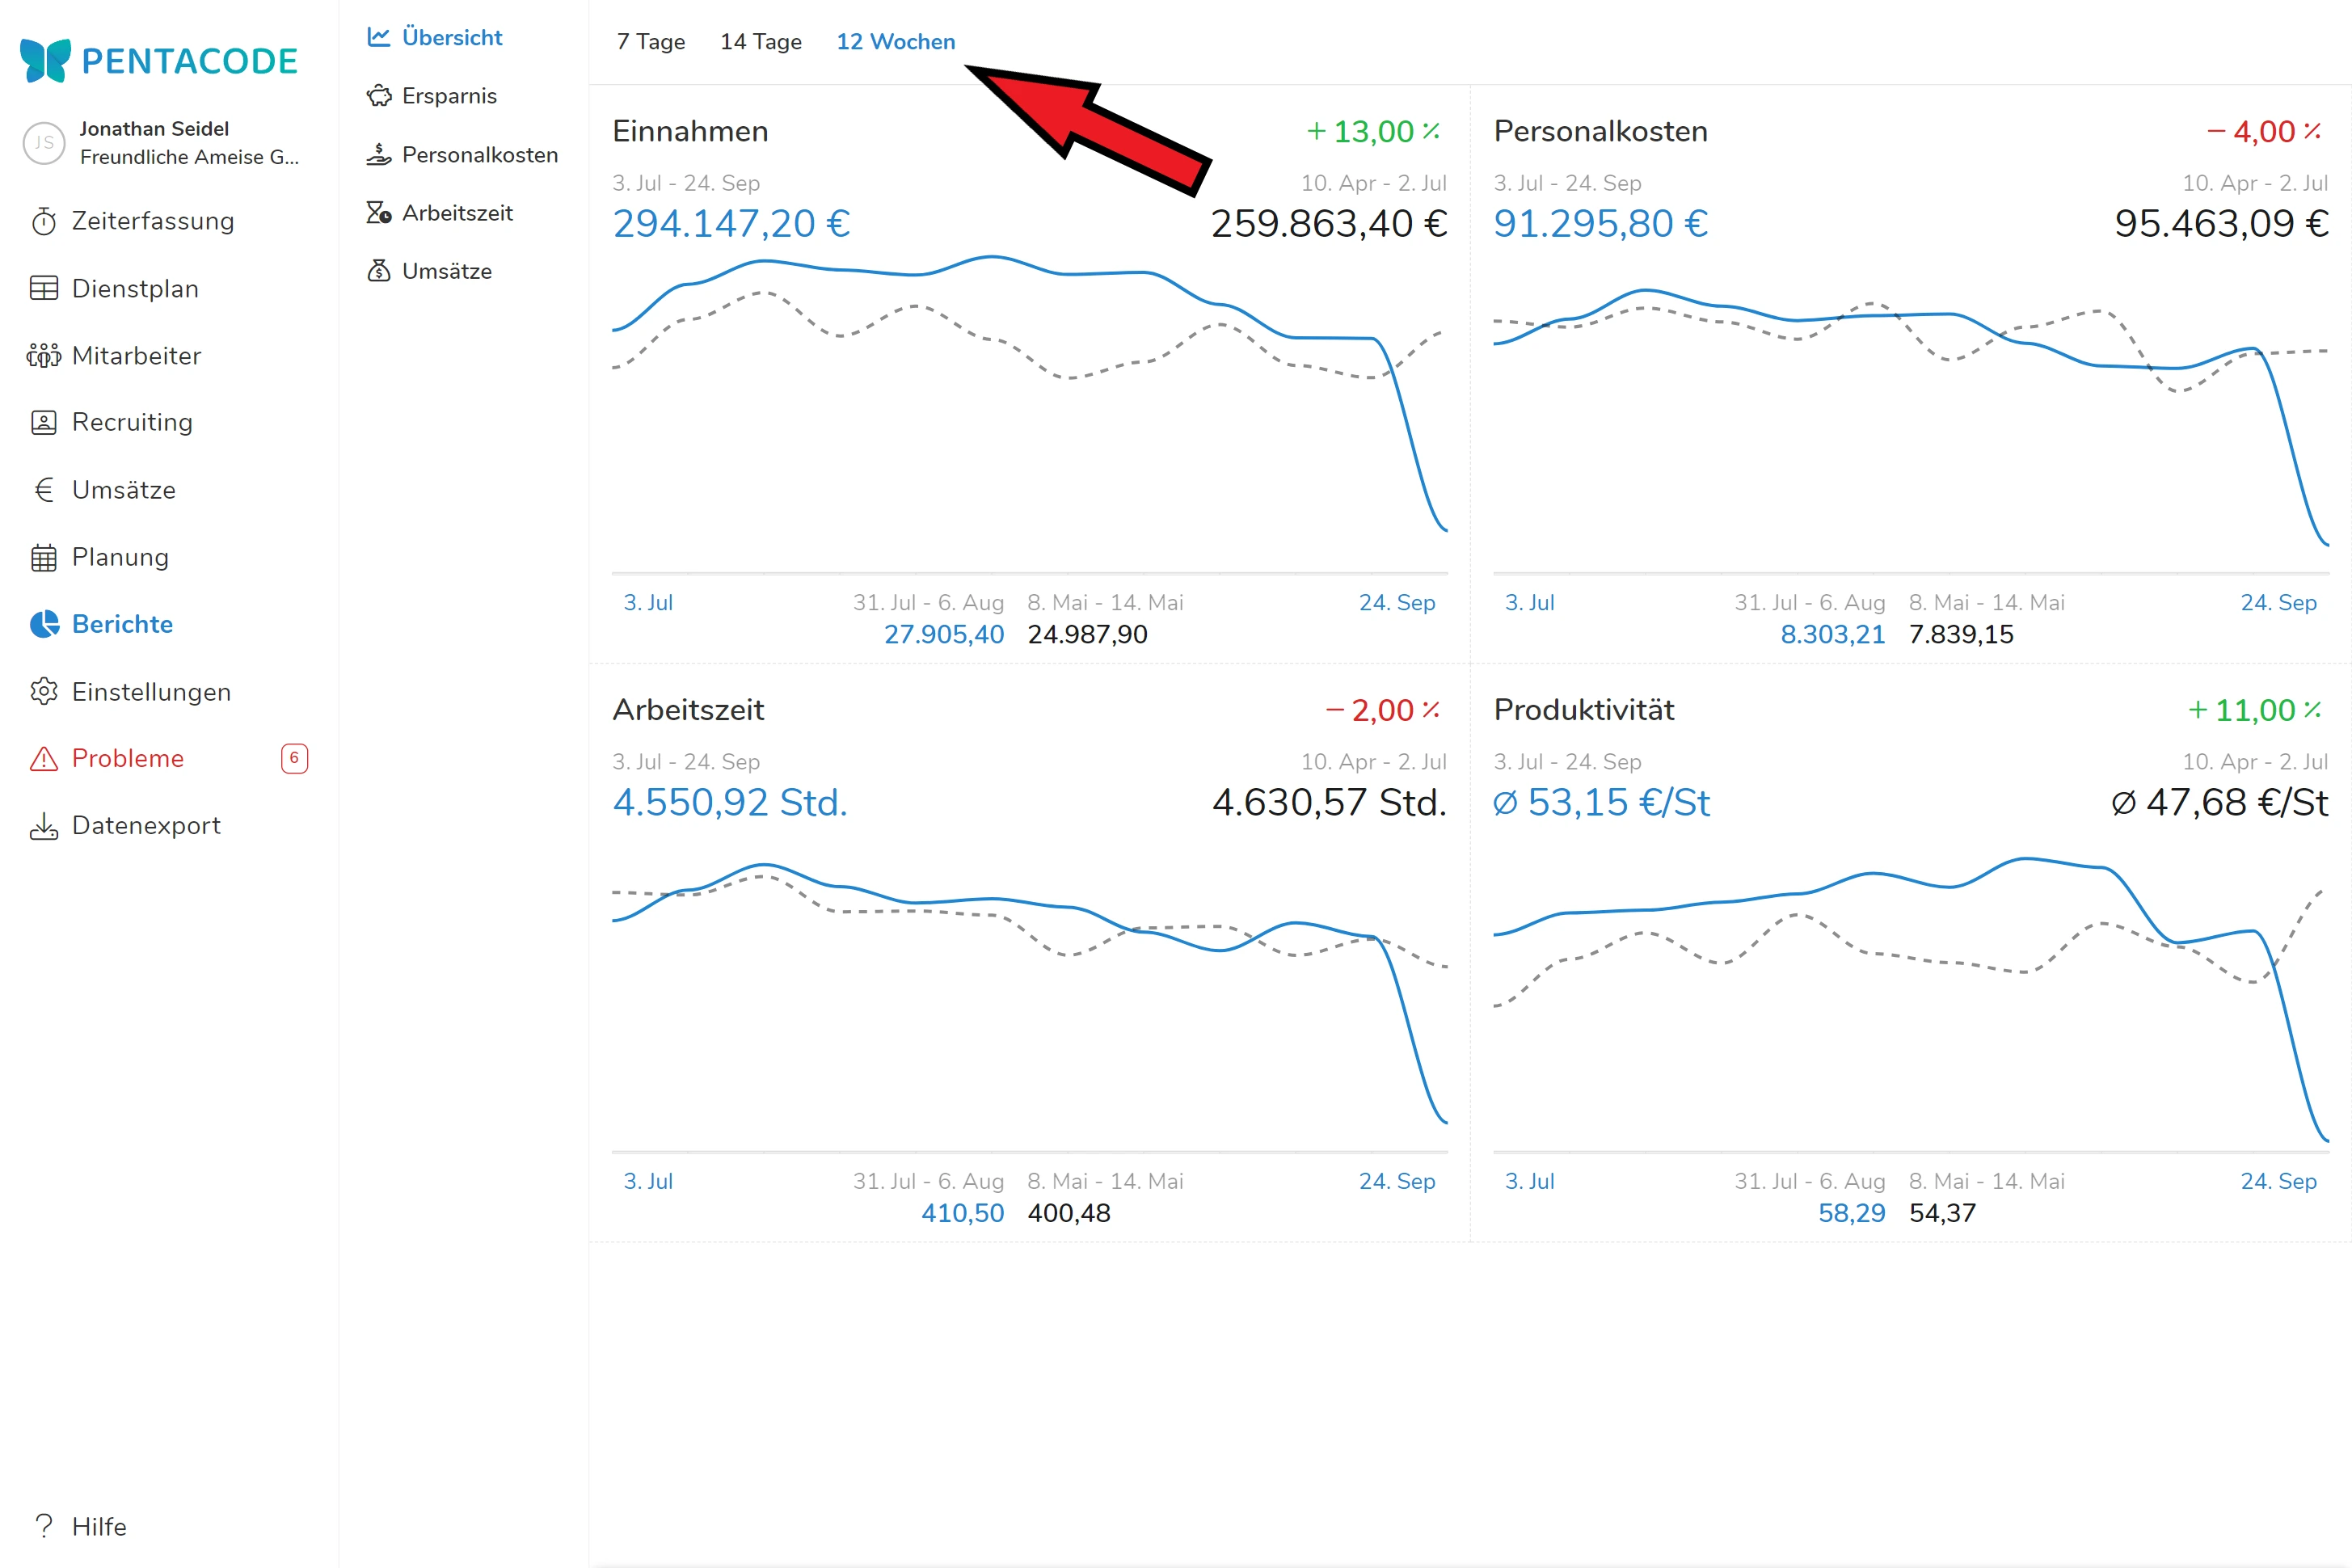 PENTACODE
JS
Jonathan Seidel
Freundliche Ameise G...
Zeiterfassung
Dienstplan
Mitarbeiter
Recruiting
Umsätze
Planung
Berichte
Einstellungen
Probleme 6
Datenexport
Hilfe
Übersicht
Ersparnis
Personalkosten
Arbeitszeit
Umsätze
7 Tage 14 Tage 12 Wochen
Einnahmen + 13,00 %
3. Jul - 24. Sep 10. Apr - 2. Jul
294.147,20 € 259.863,40 €
3. Jul 31. Jul - 6. Aug 8. Mai - 14. Mai 24. Sep
27.905,40 24.987,90
Personalkosten − 4,00 %
3. Jul - 24. Sep 10. Apr - 2. Jul
91.295,80 € 95.463,09 €
3. Jul 31. Jul - 6. Aug 8. Mai - 14. Mai 24. Sep
8.303,21 7.839,15
Arbeitszeit − 2,00 %
3. Jul - 24. Sep 10. Apr - 2. Jul
4.550,92 Std. 4.630,57 Std.
3. Jul 31. Jul - 6. Aug 8. Mai - 14. Mai 24. Sep
410,50 400,48
Produktivität + 11,00 %
3. Jul - 24. Sep 10. Apr - 2. Jul
∅ 53,15 €/St ∅ 47,68 €/St
3. Jul 31. Jul - 6. Aug 8. Mai - 14. Mai 24. Sep
58,29 54,37